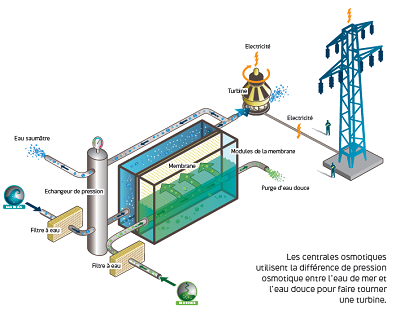 Electricité
Turbine
Electricité
Eau saumâtre
Modules de la membrane
Membrane
Echangeur de pression
Purge d'eau douce
Filtre à eau
Filtre à eau
Les centrales osmotiques
utilisent la différence de pression
osmotique entre l'eau de mer et
l'eau douce pour faire tourner
une turbine.